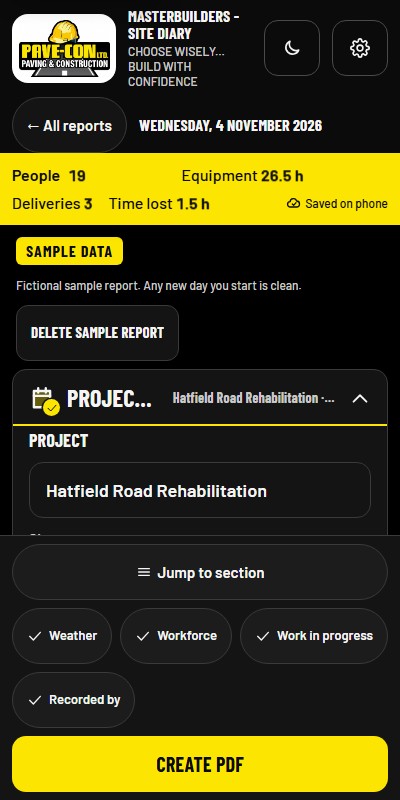 PAVE-CON LTD.
PAVING & CONSTRUCTION
MASTERBUILDERS -
SITE DIARY
CHOOSE WISELY...
BUILD WITH
CONFIDENCE
← All reports
WEDNESDAY, 4 NOVEMBER 2026
People 19
Equipment 26.5 h
Deliveries 3
Time lost 1.5 h
Saved on phone
SAMPLE DATA
Fictional sample report. Any new day you start is clean.
DELETE SAMPLE REPORT
PROJEC...
Hatfield Road Rehabilitation -...
PROJECT
Hatfield Road Rehabilitation
Jump to section
Weather
Workforce
Work in progress
Recorded by
CREATE PDF